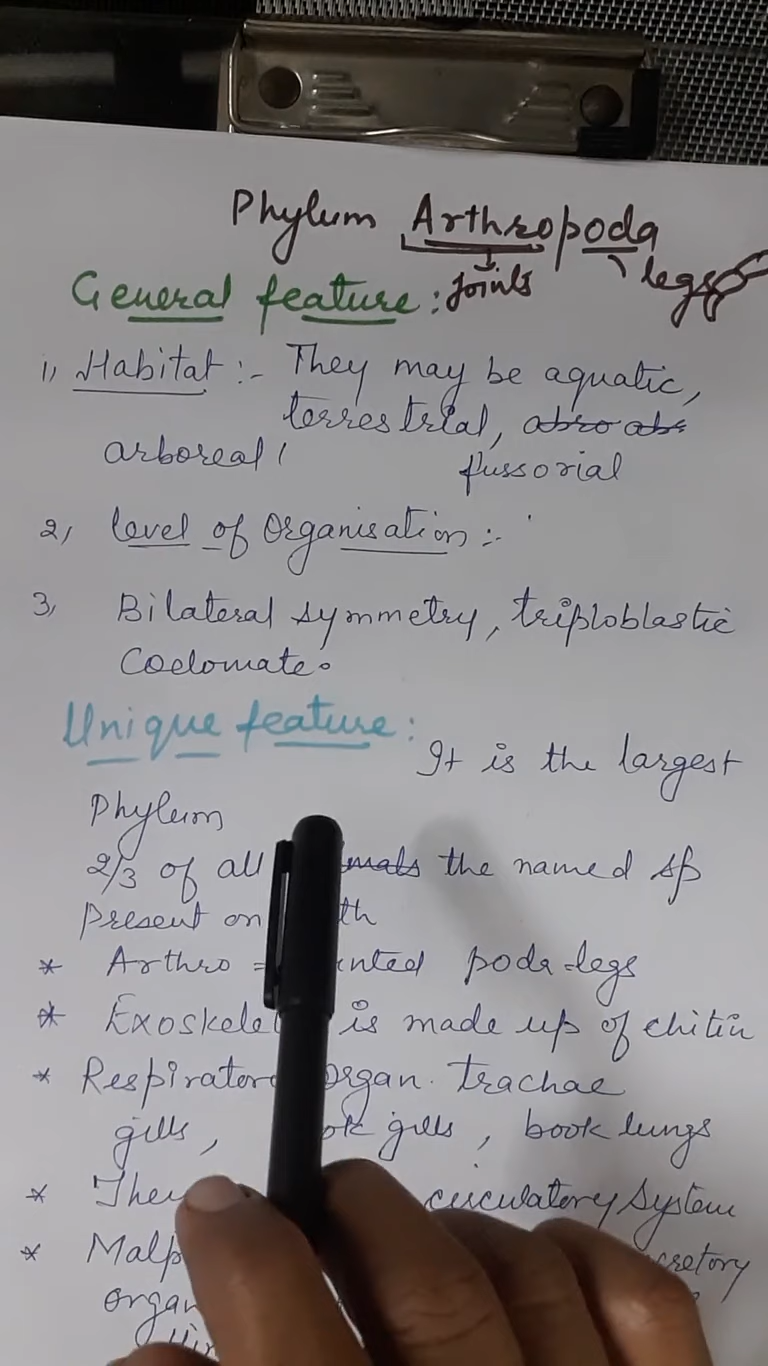 Phylum Arthropoda
joints legs
General feature:
1, Habitat :- They may be aquatic,
terrestrial,
arboreal, fussorial
2, level of Organisation :-
3, Bilateral symmetry, triploblastic
Coelomate.
Unique feature:
It is the largest
Phylum
2/3 of all the named sp
Present on
* Arthro = poda-legs
* Exoskele is made up of chitin
* Respirator Organ. trachae
gills, gills, book lungs
* The circulatory system
* Malp cretory
organ